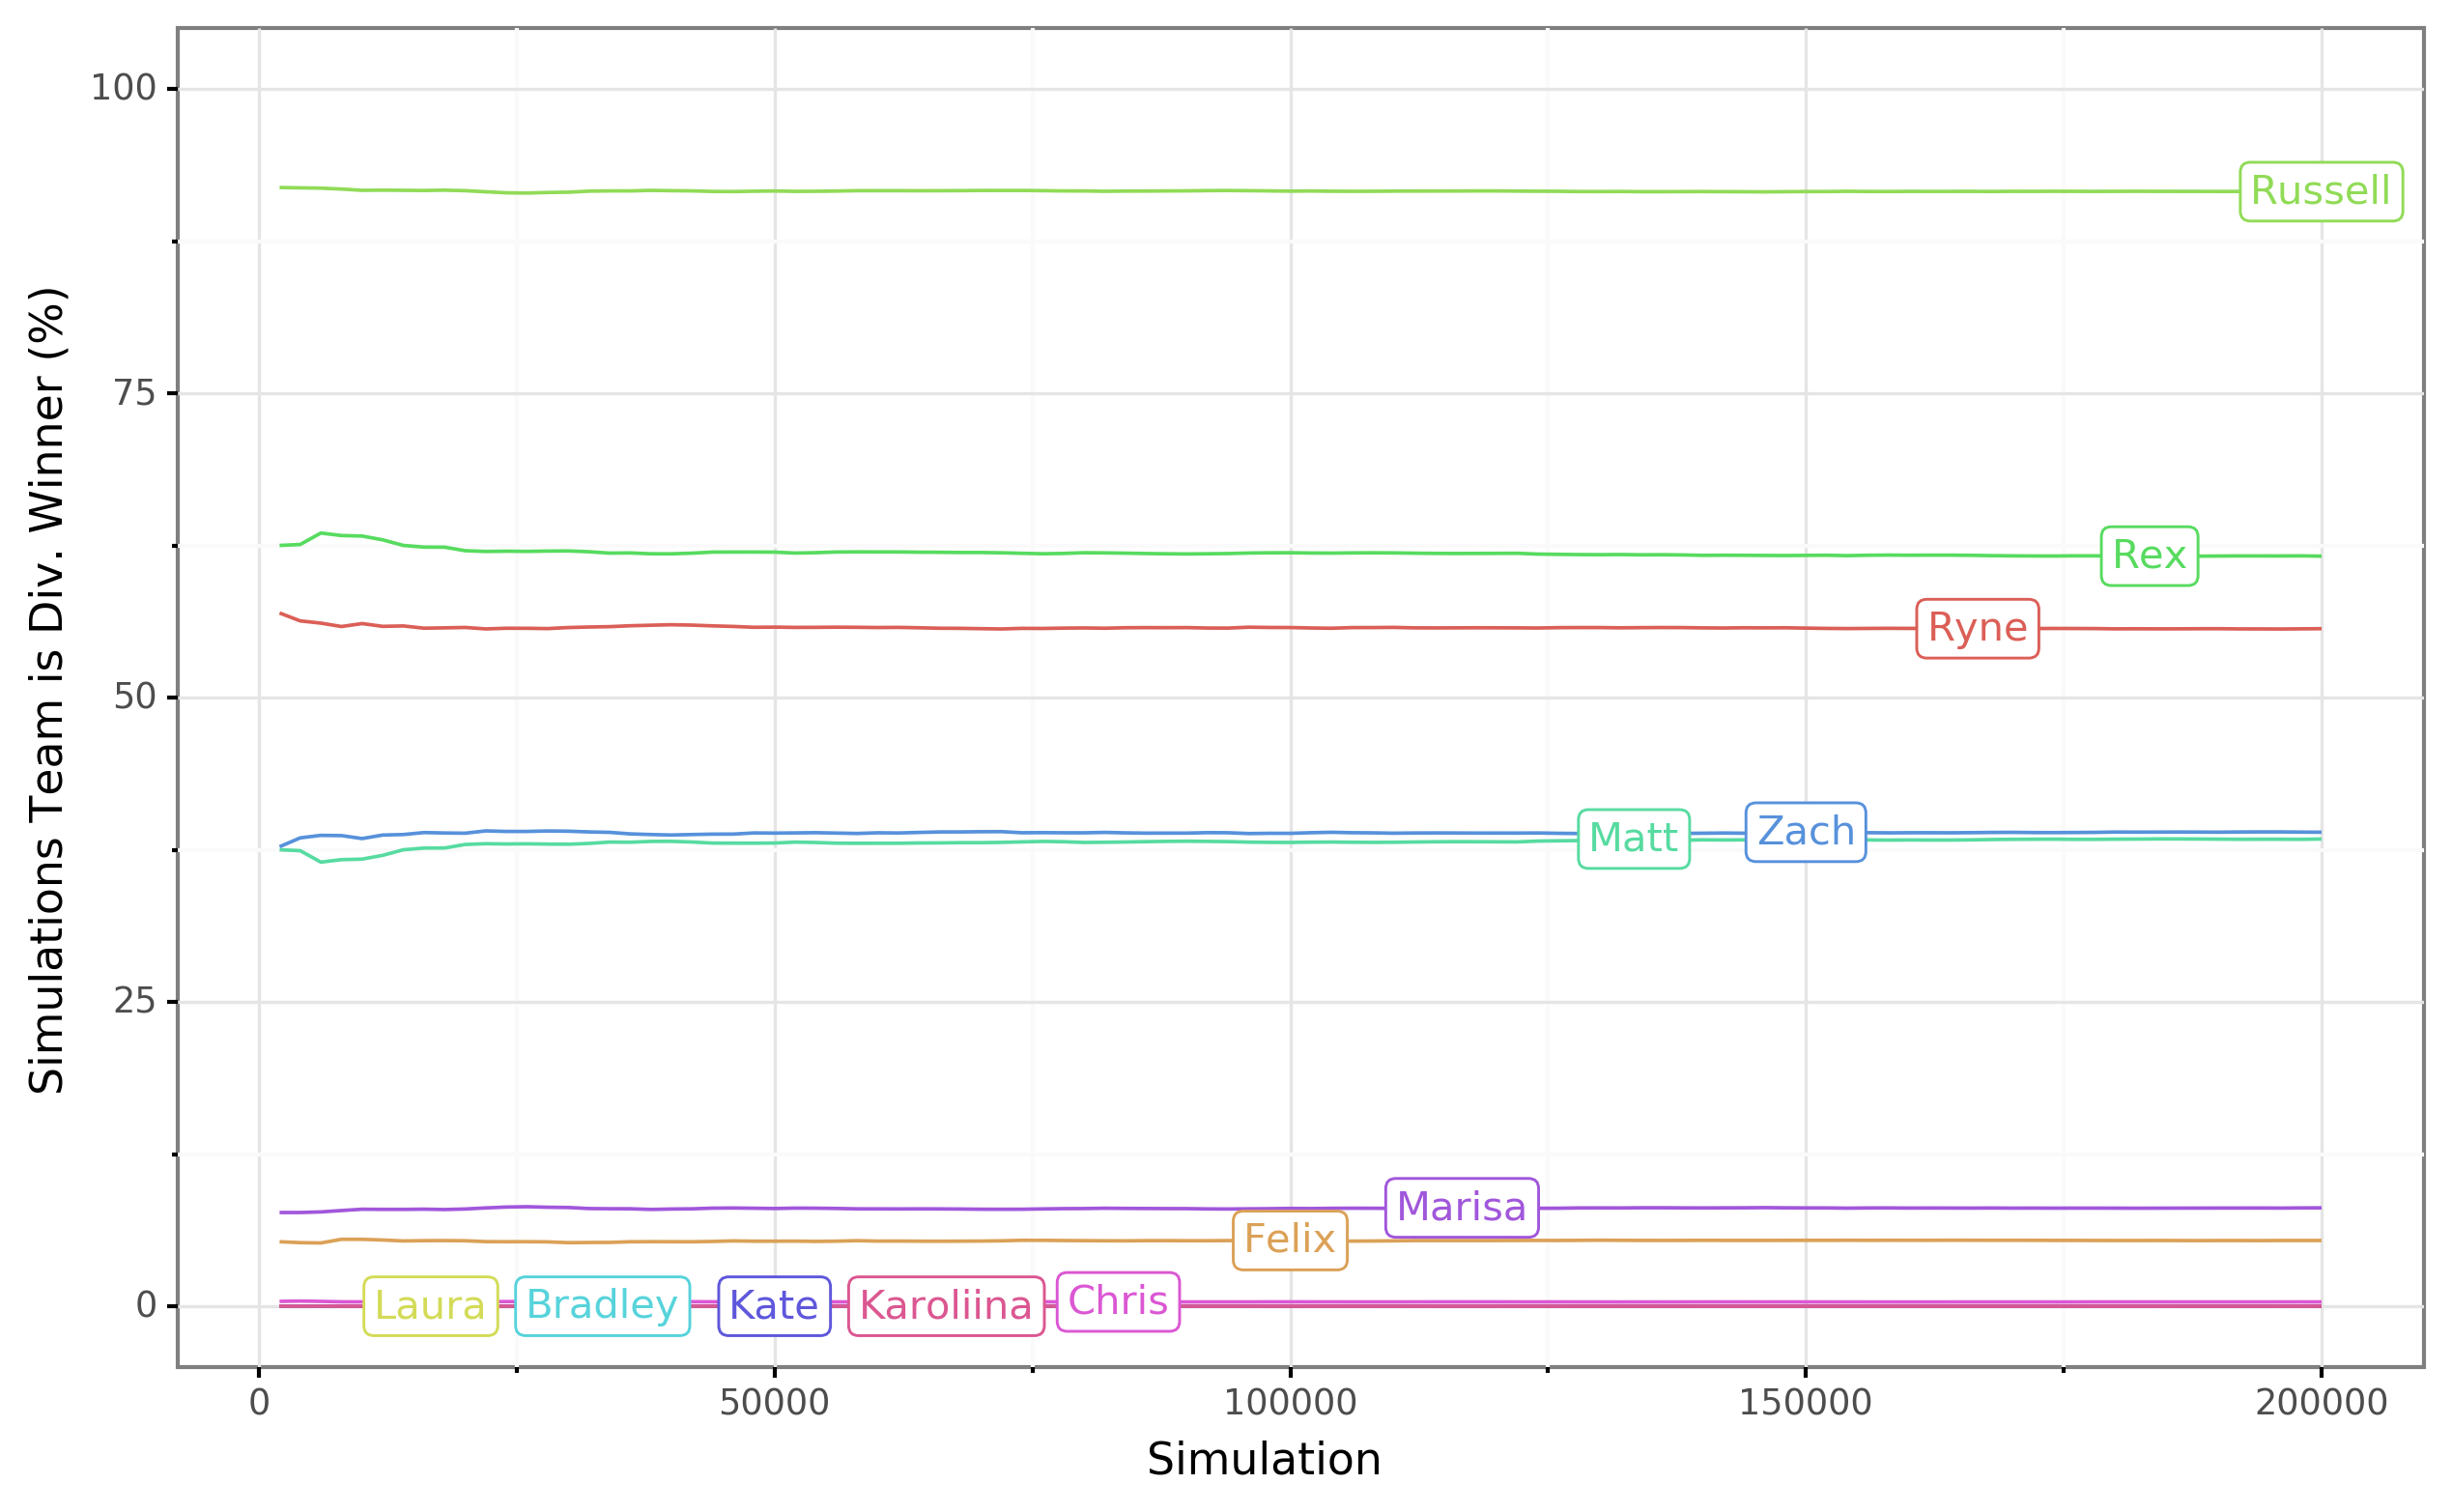 Simulations Team is Div. Winner (%)
100
75
50
25
0
Russell
Rex
Ryne
Zach
Matt
Marisa
Felix
Laura
Bradley
Kate
Karoliina
Chris
0
50000
100000
150000
200000
Simulation